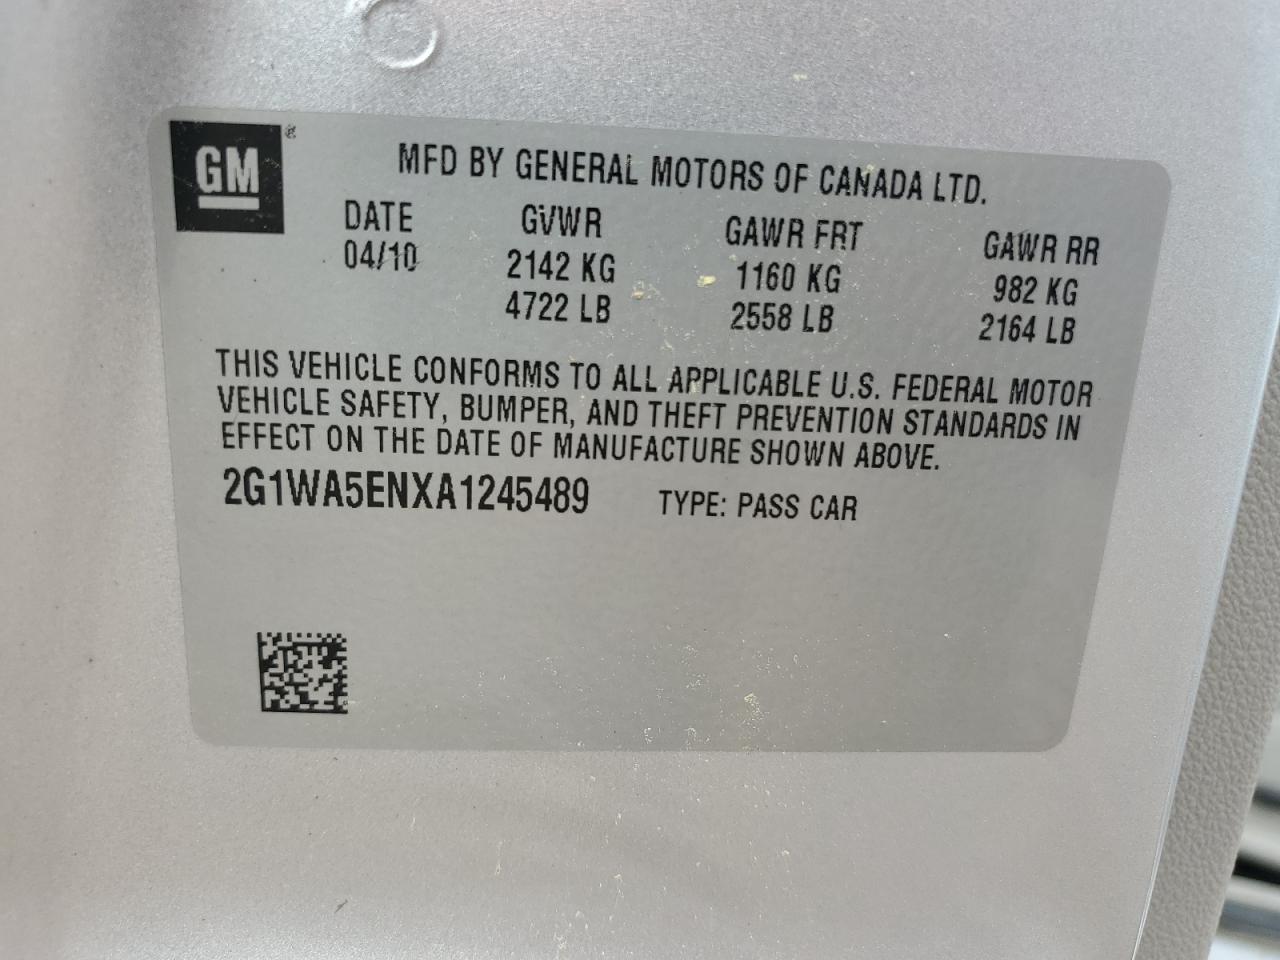 GM®
MFD BY GENERAL MOTORS OF CANADA LTD.
DATE GVWR GAWR FRT GAWR RR
04/10 2142 KG 1160 KG 982 KG
4722 LB 2558 LB 2164 LB
THIS VEHICLE CONFORMS TO ALL APPLICABLE U.S. FEDERAL MOTOR
VEHICLE SAFETY, BUMPER, AND THEFT PREVENTION STANDARDS IN
EFFECT ON THE DATE OF MANUFACTURE SHOWN ABOVE.
2G1WA5ENXA1245489 TYPE: PASS CAR